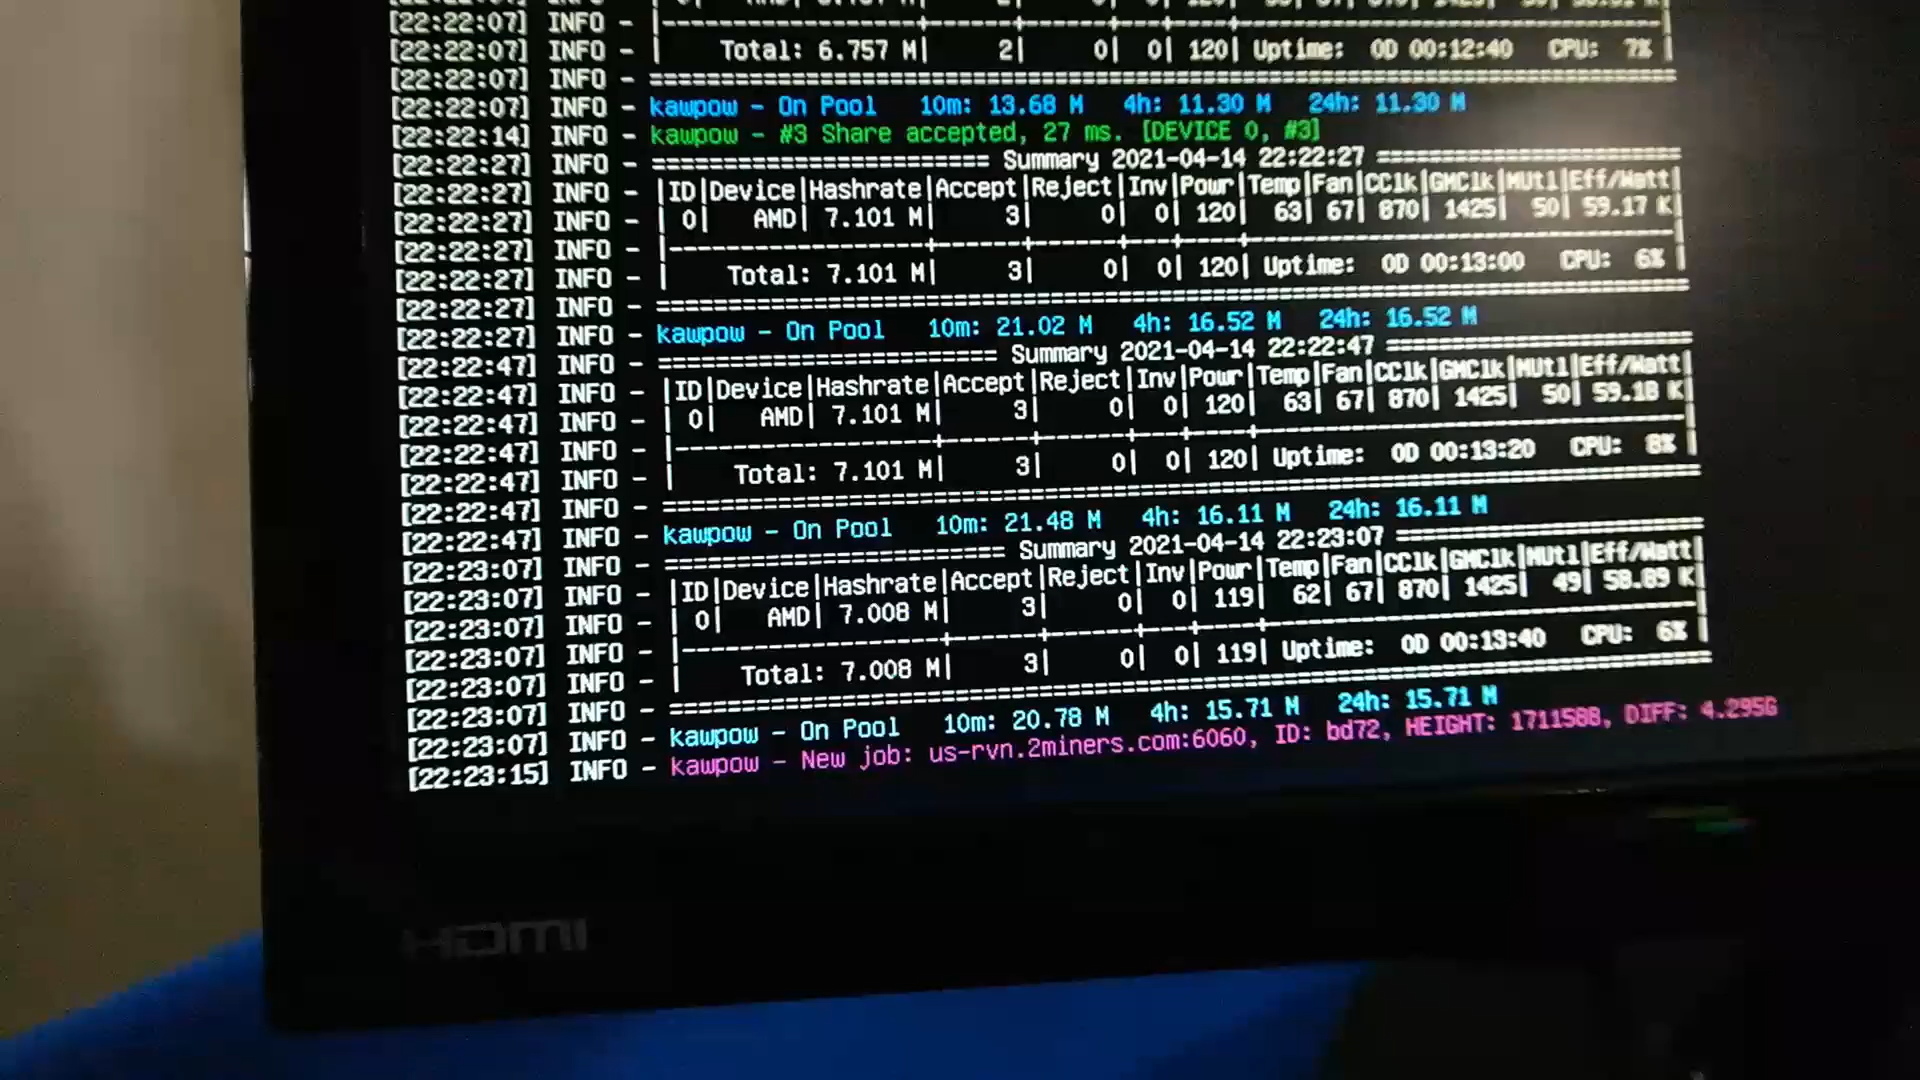 [22:22:07] INFO - |
[22:22:07] INFO - | Total: 6.757 M| 2| 0| 0| 120| Uptime: 0D 00:12:40 CPU: 7% |
[22:22:07] INFO - ==========
[22:22:07] INFO - kawpow - On Pool 10m: 13.68 M 4h: 11.30 M 24h: 11.30 M
[22:22:14] INFO - kawpow - #3 Share accepted, 27 ms. [DEVICE 0, #3]
[22:22:27] INFO - ======================= Summary 2021-04-14 22:22:27 =======================
[22:22:27] INFO - |ID|Device|Hashrate|Accept|Reject|Inv|Powr|Temp|Fan|CClk|GMClk|MUtl|Eff/Watt|
[22:22:27] INFO - | 0| AMD| 7.101 M| 3| 0| 0| 120| 63| 67| 870| 1425| 50| 59.17 K|
[22:22:27] INFO - |----------
[22:22:27] INFO - | Total: 7.101 M| 3| 0| 0| 120| Uptime: 0D 00:13:00 CPU: 6% |
[22:22:27] INFO - ==========
[22:22:27] INFO - kawpow - On Pool 10m: 21.02 M 4h: 16.52 M 24h: 16.52 M
[22:22:47] INFO - ======================= Summary 2021-04-14 22:22:47 =======================
[22:22:47] INFO - |ID|Device|Hashrate|Accept|Reject|Inv|Powr|Temp|Fan|CClk|GMClk|MUtl|Eff/Watt|
[22:22:47] INFO - | 0| AMD| 7.101 M| 3| 0| 0| 120| 63| 67| 870| 1425| 50| 59.18 K|
[22:22:47] INFO - |----------
[22:22:47] INFO - | Total: 7.101 M| 3| 0| 0| 120| Uptime: 0D 00:13:20 CPU: 8% |
[22:22:47] INFO - ==========
[22:22:47] INFO - kawpow - On Pool 10m: 21.48 M 4h: 16.11 M 24h: 16.11 M
[22:23:07] INFO - ======================= Summary 2021-04-14 22:23:07 =======================
[22:23:07] INFO - |ID|Device|Hashrate|Accept|Reject|Inv|Powr|Temp|Fan|CClk|GMClk|MUtl|Eff/Watt|
[22:23:07] INFO - | 0| AMD| 7.008 M| 3| 0| 0| 119| 62| 67| 870| 1425| 49| 58.89 K|
[22:23:07] INFO - |----------
[22:23:07] INFO - | Total: 7.008 M| 3| 0| 0| 119| Uptime: 0D 00:13:40 CPU: 6% |
[22:23:07] INFO - ==========
[22:23:07] INFO - kawpow - On Pool 10m: 20.78 M 4h: 15.71 M 24h: 15.71 M
[22:23:15] INFO - kawpow - New job: us-rvn.2miners.com:6060, ID: bd72, HEIGHT: 1711588, DIFF: 4.295G
HDMI